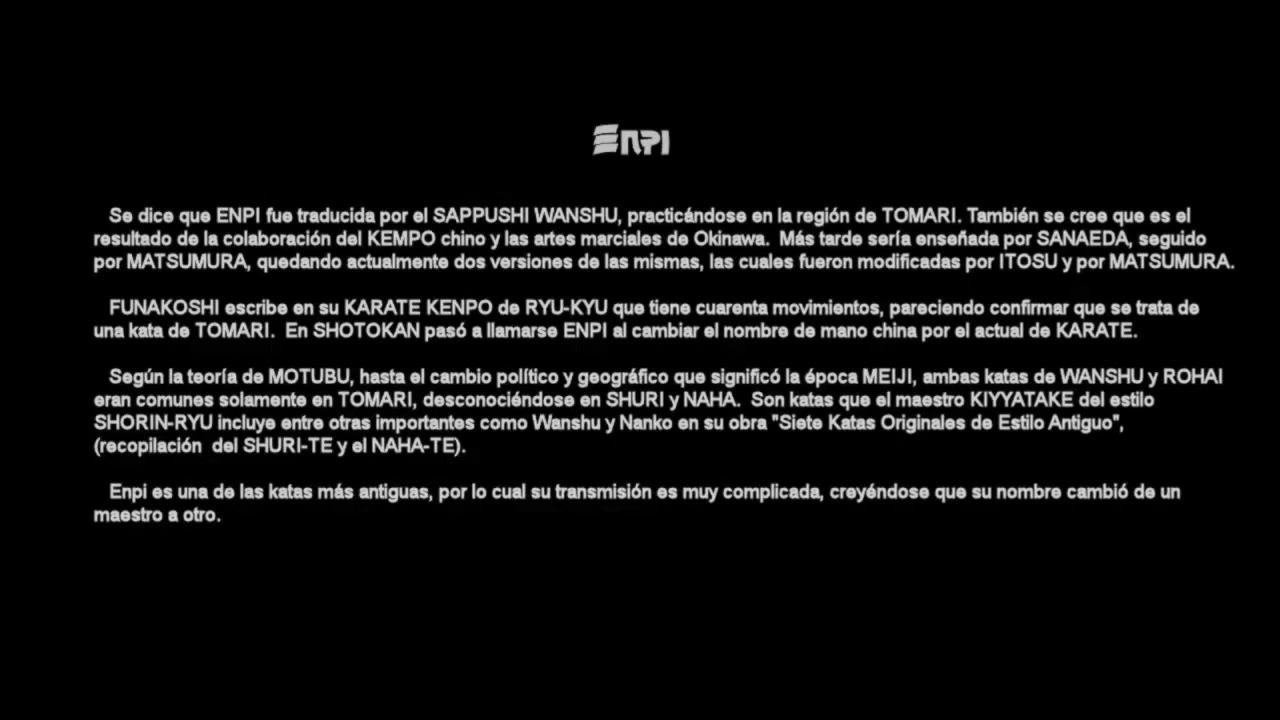 ENPI
Se dice que ENPI fue traducida por el SAPPUSHI WANSHU, practicándose en la región de TOMARI. También se cree que es el
resultado de la colaboración del KEMPO chino y las artes marciales de Okinawa. Más tarde sería enseñada por SANAEDA, seguido
por MATSUMURA, quedando actualmente dos versiones de las mismas, las cuales fueron modificadas por ITOSU y por MATSUMURA.
FUNAKOSHI escribe en su KARATE KENPO de RYU-KYU que tiene cuarenta movimientos, pareciendo confirmar que se trata de
una kata de TOMARI. En SHOTOKAN pasó a llamarse ENPI al cambiar el nombre de mano china por el actual de KARATE.
Según la teoría de MOTUBU, hasta el cambio político y geográfico que significó la época MEIJI, ambas katas de WANSHU y ROHAI
eran comunes solamente en TOMARI, desconociéndose en SHURI y NAHA. Son katas que el maestro KIYYATAKE del estilo
SHORIN-RYU incluye entre otras importantes como Wanshu y Nanko en su obra "Siete Katas Originales de Estilo Antiguo",
(recopilación del SHURI-TE y el NAHA-TE).
Enpi es una de las katas más antiguas, por lo cual su transmisión es muy complicada, creyéndose que su nombre cambió de un
maestro a otro.